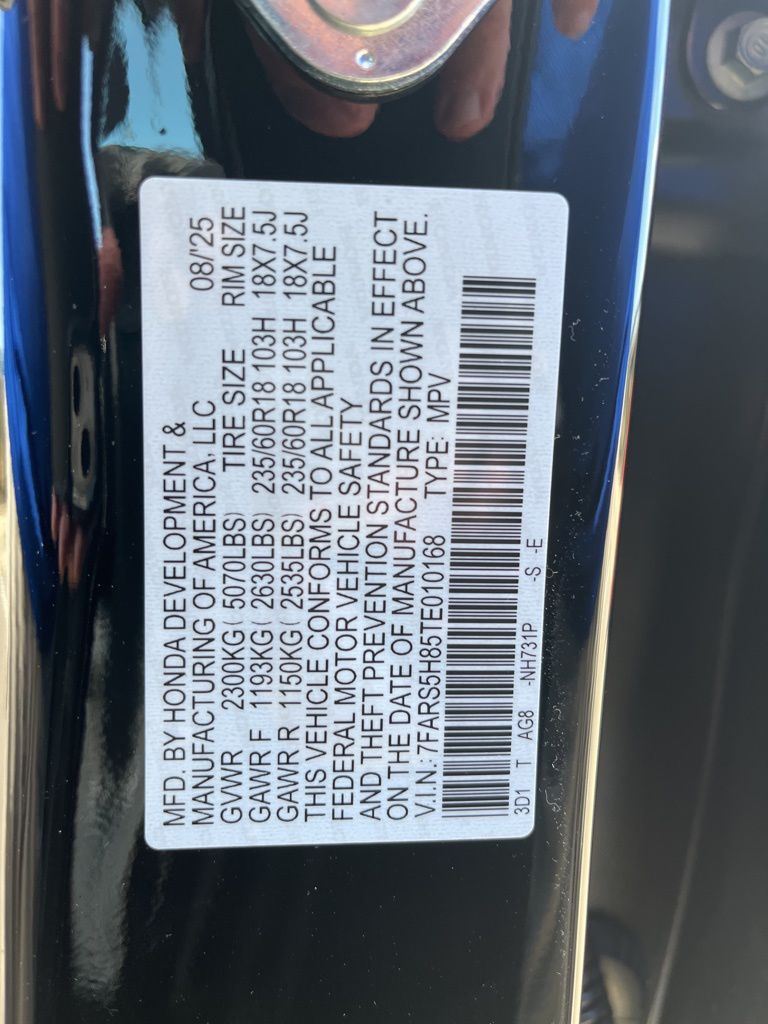 MFD. BY HONDA DEVELOPMENT &
MANUFACTURING OF AMERICA, LLC 08/'25
GVWR 2300KG( 5070LBS) TIRE SIZE RIM SIZE
GAWR F 1193KG( 2630LBS) 235/60R18 103H 18X7.5J
GAWR R 1150KG( 2535LBS) 235/60R18 103H 18X7.5J
THIS VEHICLE CONFORMS TO ALL APPLICABLE
FEDERAL MOTOR VEHICLE SAFETY
AND THEFT PREVENTION STANDARDS IN EFFECT
ON THE DATE OF MANUFACTURE SHOWN ABOVE.
V.I.N.: 7FARS5H85TE010168 TYPE: MPV
3D1 T AG8 -NH731P -S -E